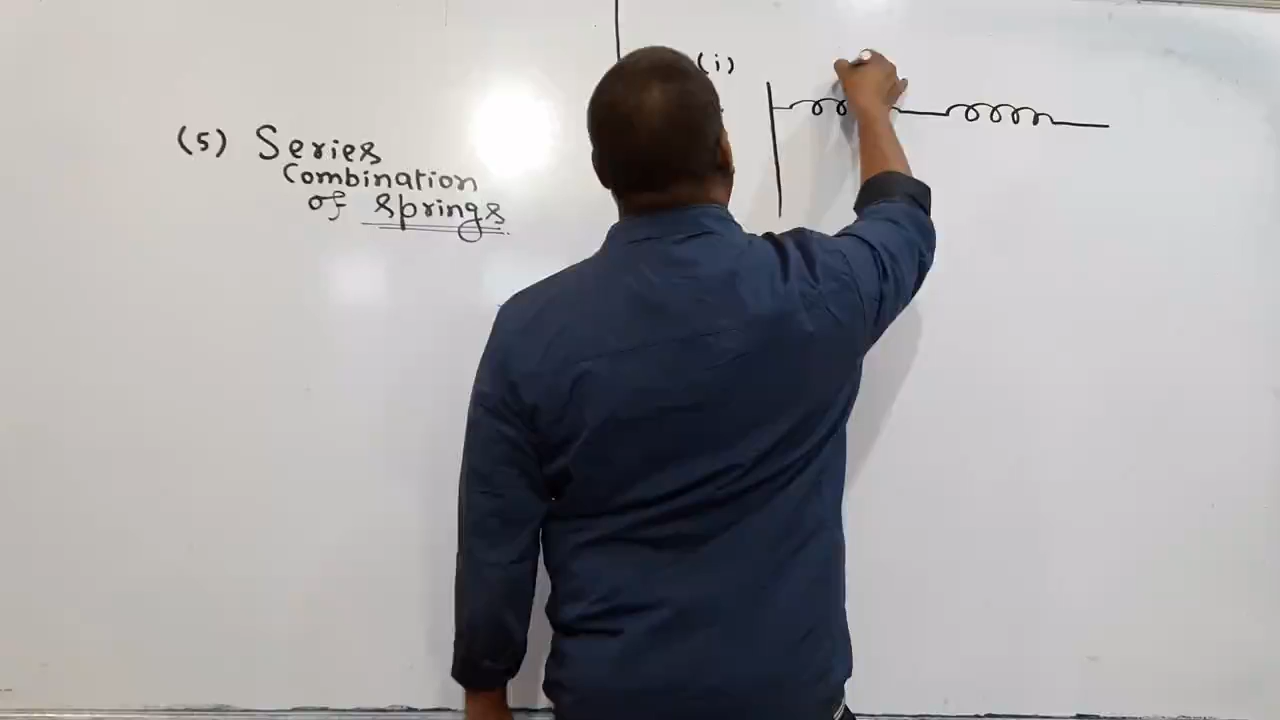 (5) Series
Combination
of springs
(i)